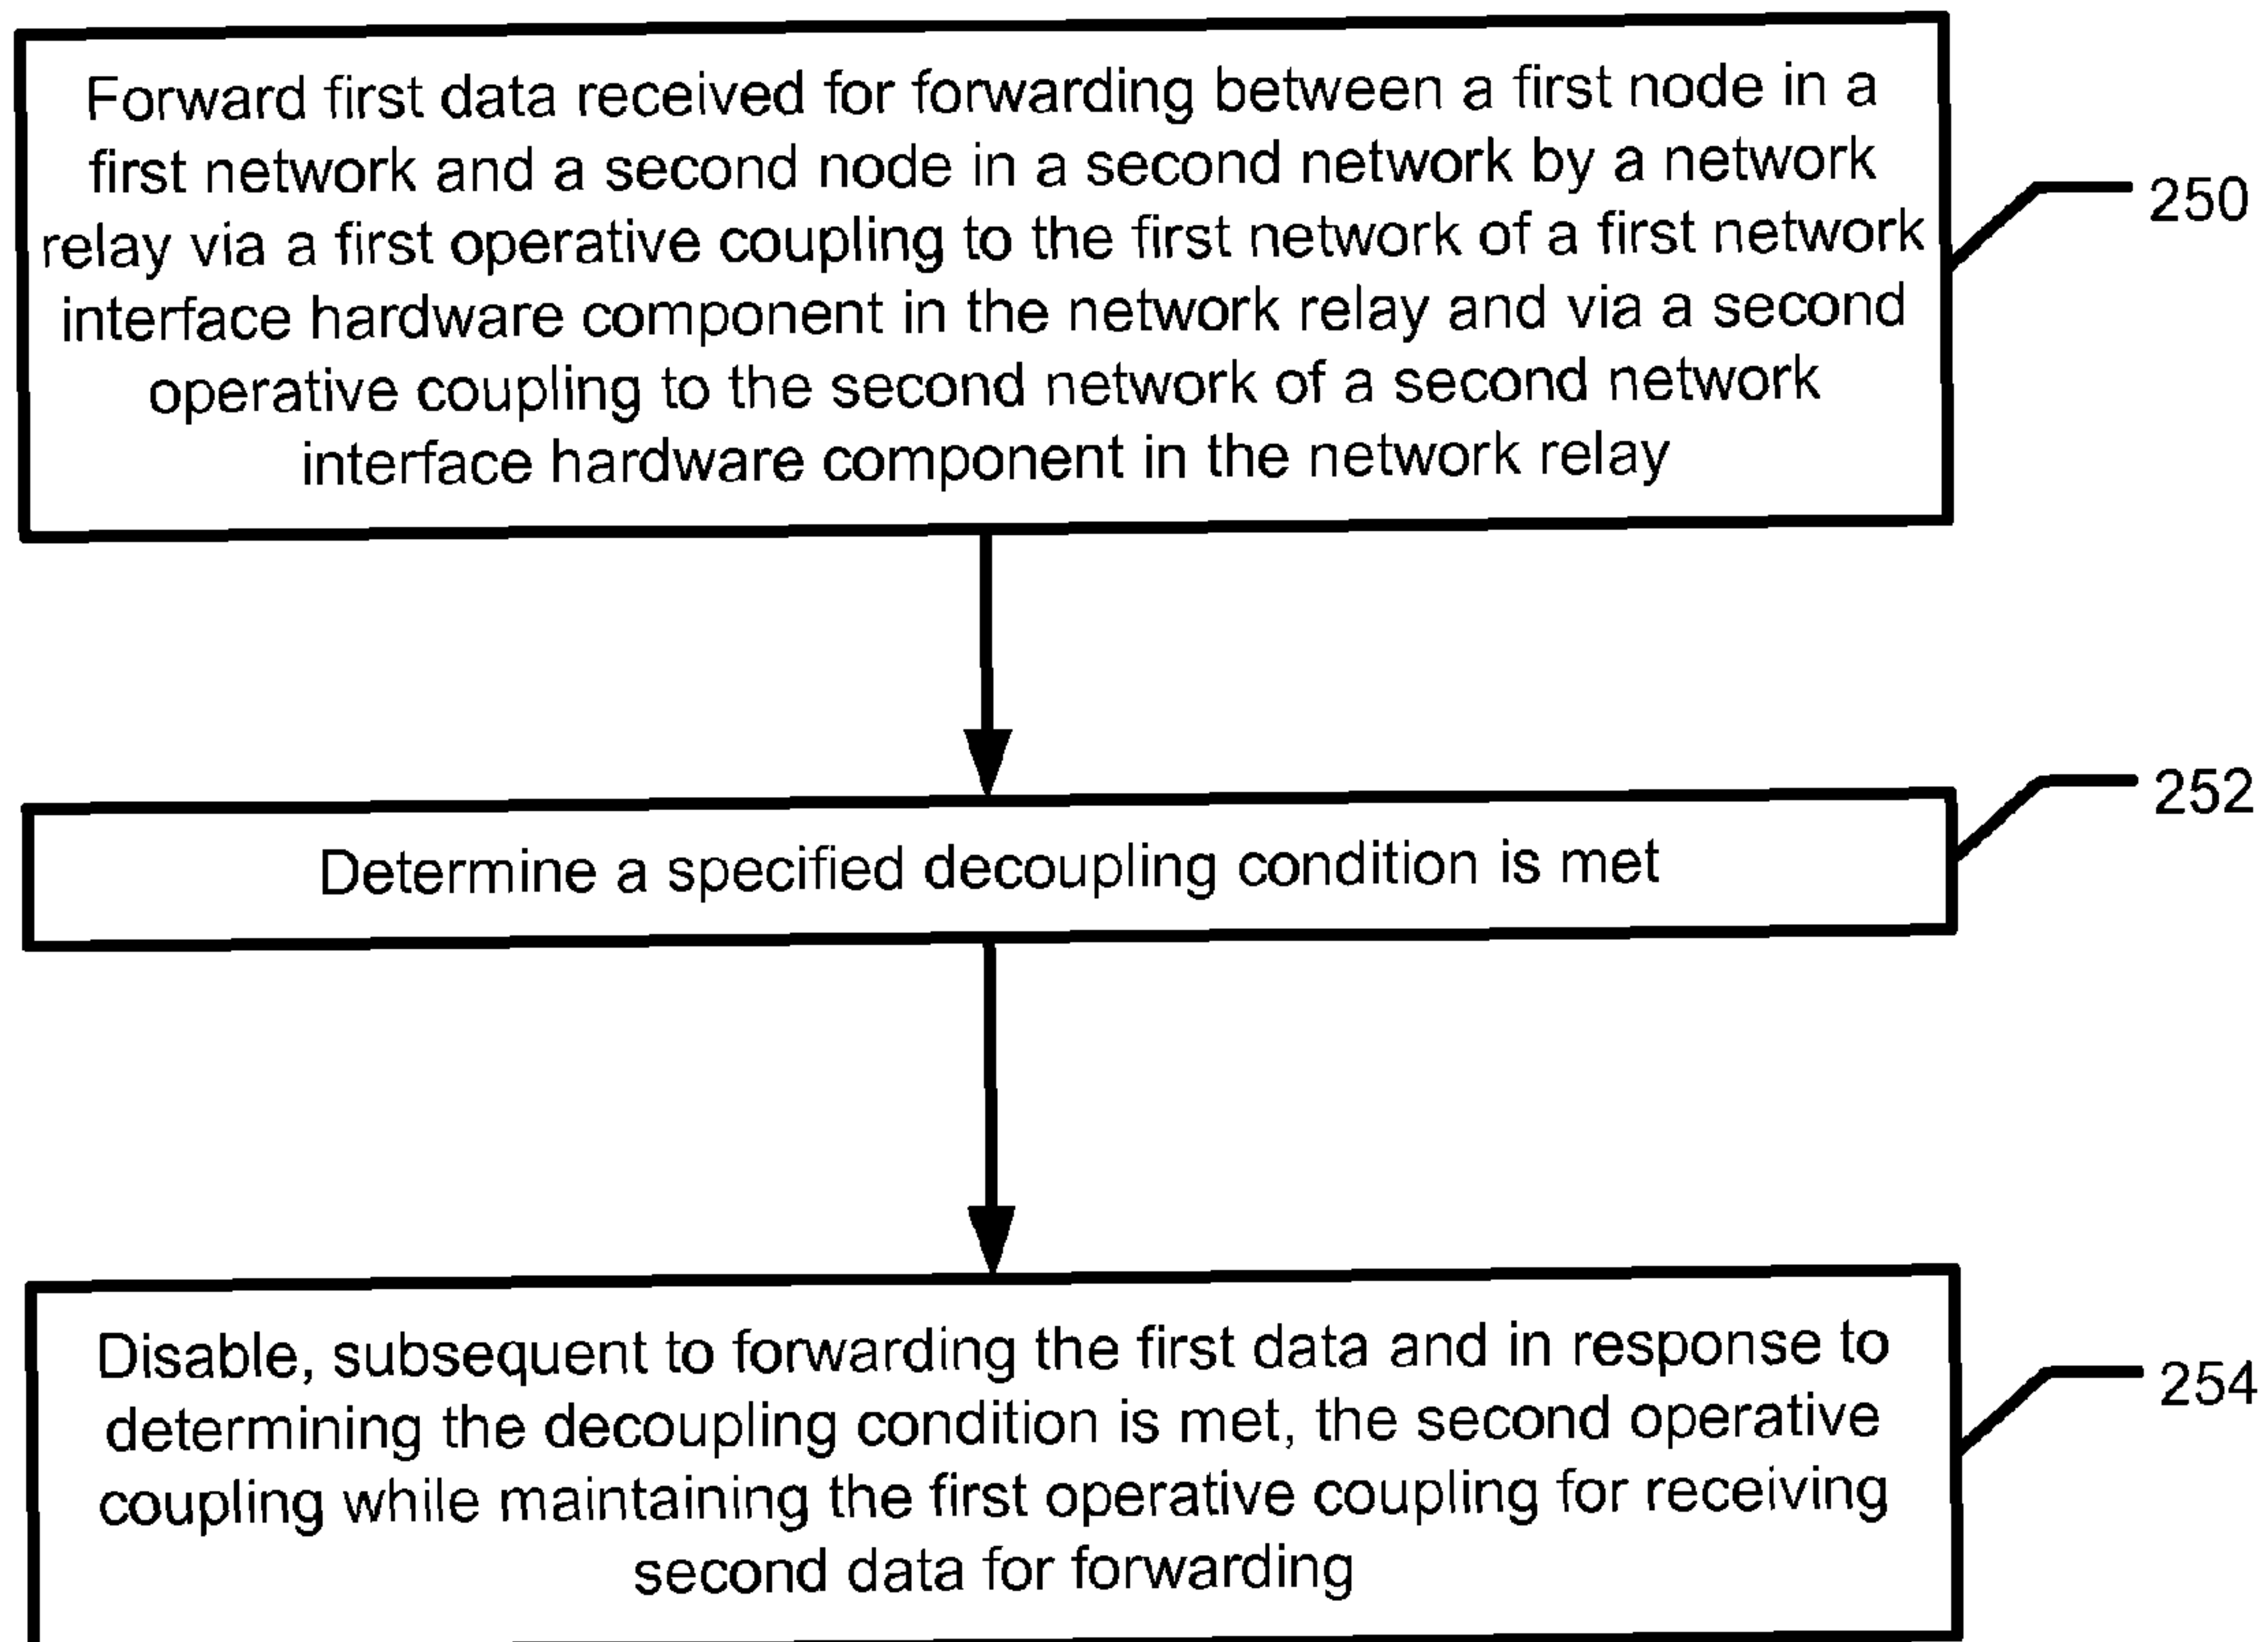 Forward first data received for forwarding between a first node in a
first network and a second node in a second network by a network
relay via a first operative coupling to the first network of a first network
interface hardware component in the network relay and via a second
operative coupling to the second network of a second network
interface hardware component in the network relay
250
Determine a specified decoupling condition is met
252
Disable, subsequent to forwarding the first data and in response to
determining the decoupling condition is met, the second operative
coupling while maintaining the first operative coupling for receiving
second data for forwarding
254